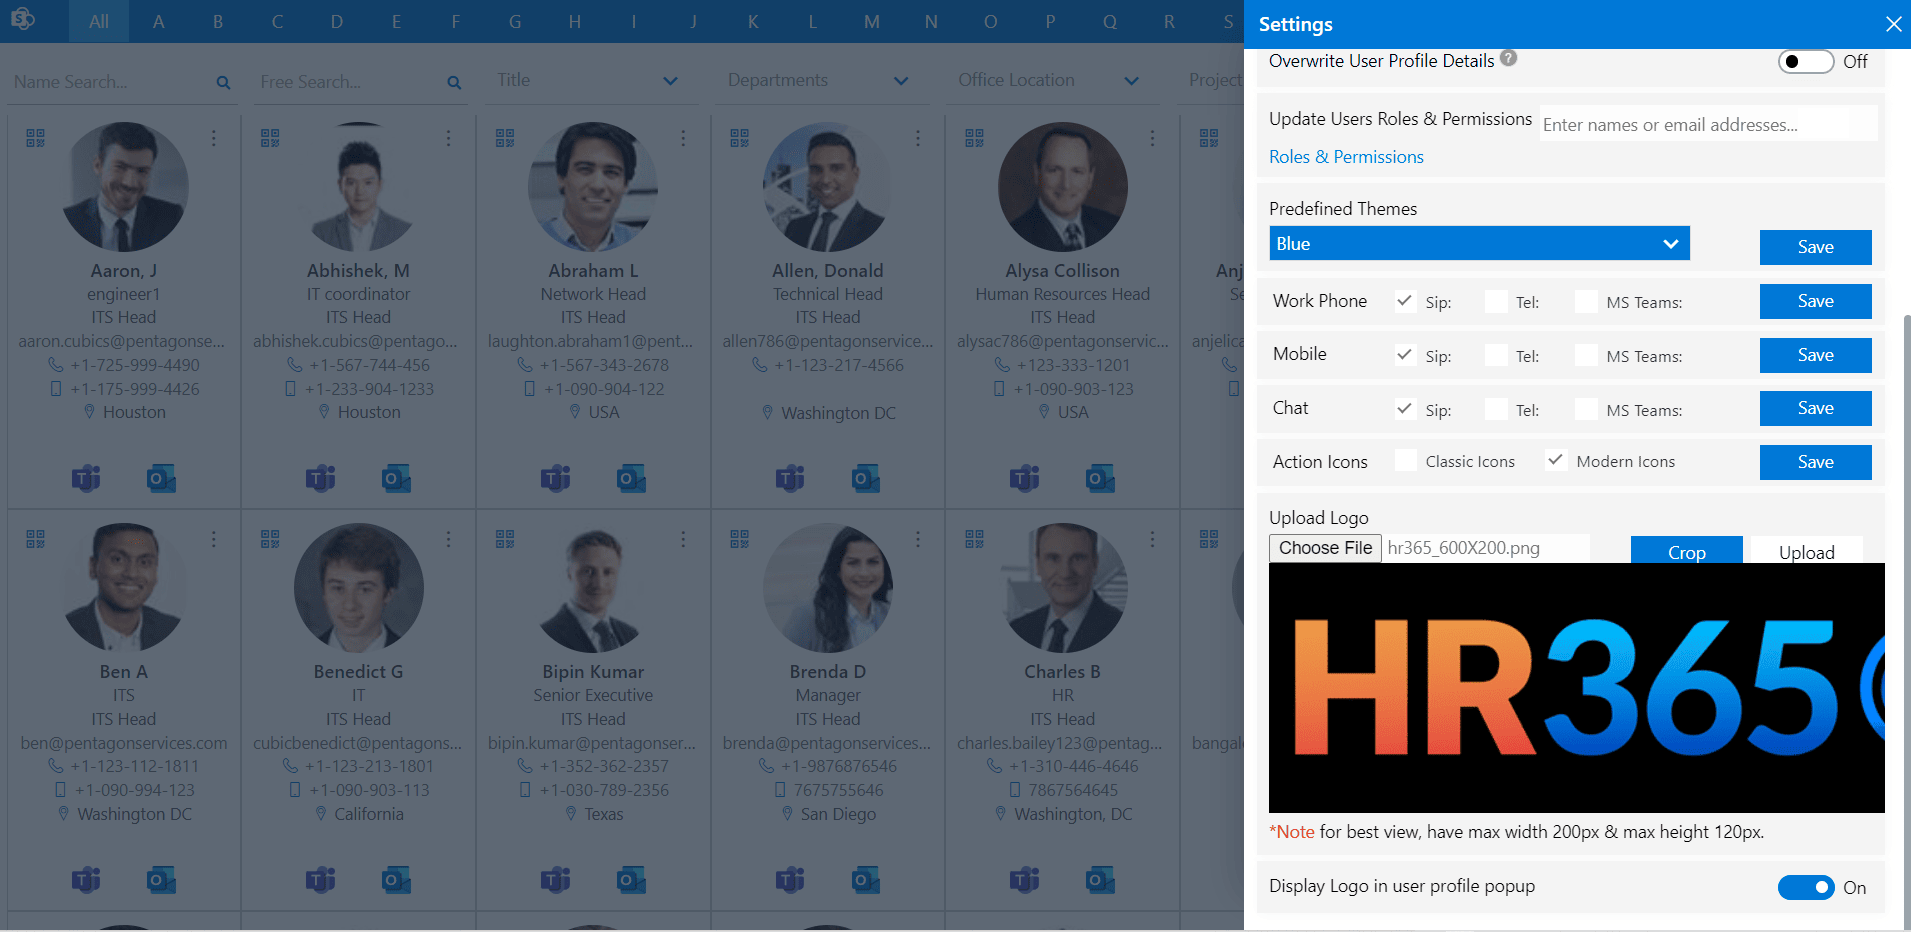 S
All A B C D E F G H I J K L M N O P Q R S
Settings
Name Search...
Free Search...
Title
Departments
Office Location
Project
Aaron, J
engineer1
ITS Head
aaron.cubics@pentagonse...
+1-725-999-4490
+1-175-999-4426
Houston
Abhishek, M
IT coordinator
ITS Head
abhishek.cubics@pentago...
+1-567-744-456
+1-233-904-1233
Houston
Abraham L
Network Head
ITS Head
laughton.abraham1@pent...
+1-567-343-2678
+1-090-904-122
USA
Allen, Donald
Technical Head
ITS Head
allen786@pentagonservice...
+1-123-217-4566
Washington DC
Alysa Collison
Human Resources Head
ITS Head
alysac786@pentagonservic...
+123-333-1201
+1-090-903-123
USA
Anj
Se
anjelica
Ben A
ITS
ITS Head
ben@pentagonservices.com
+1-123-112-1811
+1-090-994-123
Washington DC
Benedict G
IT
ITS Head
cubicbenedict@pentagons...
+1-123-213-1801
+1-090-903-113
California
Bipin Kumar
Senior Executive
ITS Head
bipin.kumar@pentagonser...
+1-352-362-2357
+1-030-789-2356
Texas
Brenda D
Manager
ITS Head
brenda@pentagonservices...
+1-9876876546
7675755646
San Diego
Charles B
HR
ITS Head
charles.bailey123@pentag...
+1-310-446-4646
7867564645
Washington, DC
bangal
Overwrite User Profile Details ?
Off
Update Users Roles & Permissions
Enter names or email addresses...
Roles & Permissions
Predefined Themes
Blue
Save
Work Phone Sip: Tel: MS Teams: Save
Mobile Sip: Tel: MS Teams: Save
Chat Sip: Tel: MS Teams: Save
Action Icons Classic Icons Modern Icons Save
Upload Logo
Choose File hr365_600X200.png Crop Upload
HR365
*Note for best view, have max width 200px & max height 120px.
Display Logo in user profile popup
On